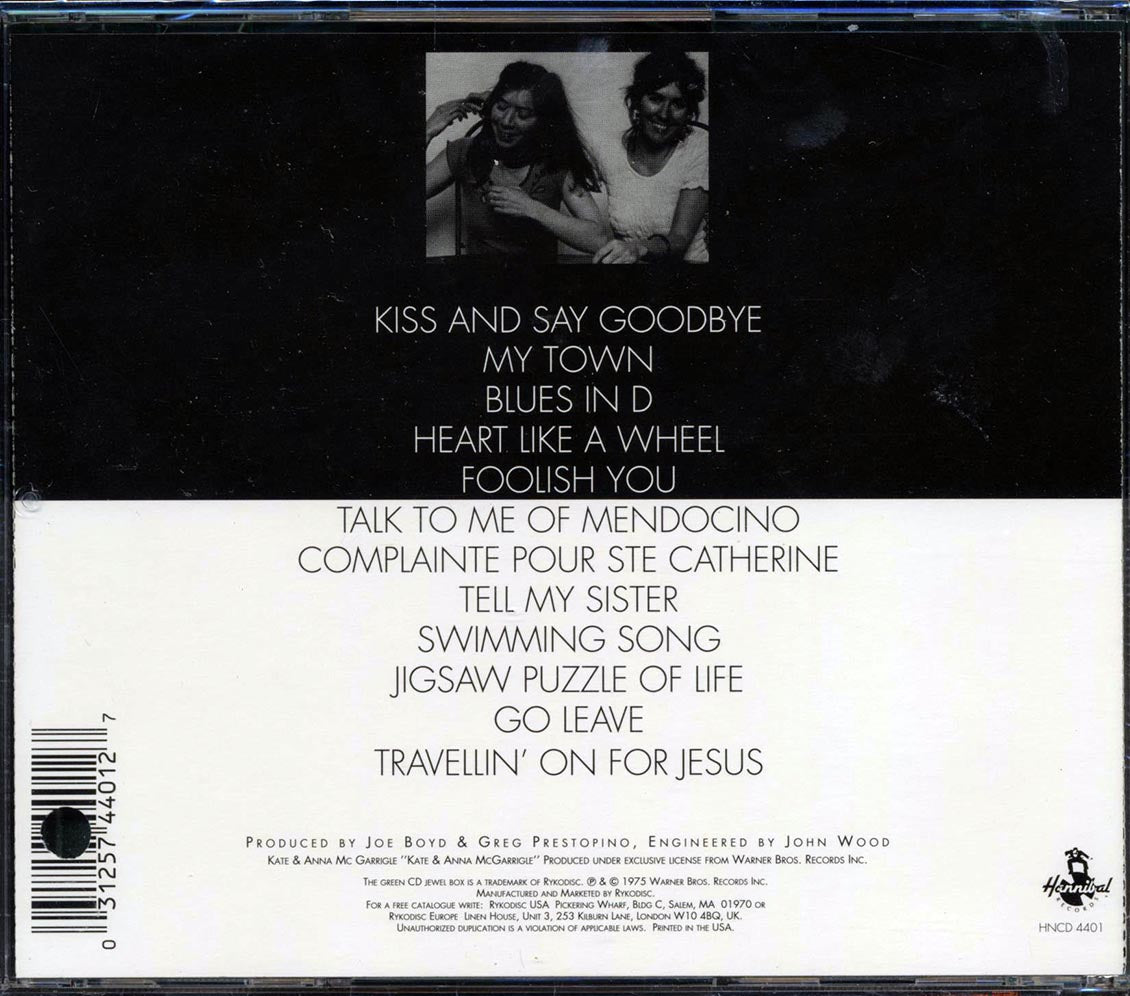 KISS AND SAY GOODBYE
MY TOWN
BLUES IN D
HEART LIKE A WHEEL
FOOLISH YOU
TALK TO ME OF MENDOCINO
COMPLAINTE POUR STE CATHERINE
TELL MY SISTER
SWIMMING SONG
JIGSAW PUZZLE OF LIFE
GO LEAVE
TRAVELLIN' ON FOR JESUS
0 31257 44012 7
PRODUCED BY JOE BOYD & GREG PRESTOPINO, ENGINEERED BY JOHN WOOD
KATE & ANNA MC GARRIGLE "KATE & ANNA MCGARRIGLE" PRODUCED UNDER EXCLUSIVE LICENSE FROM WARNER BROS. RECORDS INC.
THE GREEN CD JEWEL BOX IS A TRADEMARK OF RYKODISC. ℗ & © 1975 WARNER BROS. RECORDS INC.
MANUFACTURED AND MARKETED BY RYKODISC.
FOR A FREE CATALOGUE WRITE: RYKODISC USA PICKERING WHARF, BLDG C, SALEM, MA 01970 OR
RYKODISC EUROPE LINEN HOUSE, UNIT 3, 253 KILBURN LANE, LONDON W10 4BQ, UK.
UNAUTHORIZED DUPLICATION IS A VIOLATION OF APPLICABLE LAWS. PRINTED IN THE USA.
Hannibal
RECORDS
HNCD 4401